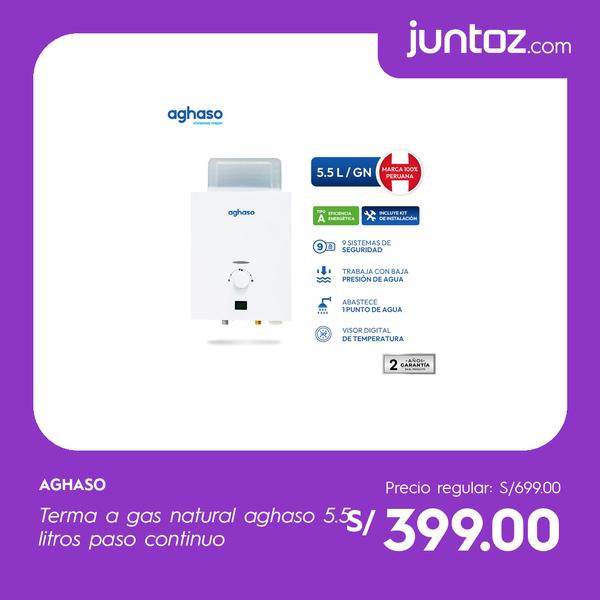 juntoz.com
aghaso
5.5 L / GN
MARCA 100%
PERUANA
aghaso
TIPO
A
EFICIENCIA
ENERGÉTICA
INCLUYE KIT
DE INSTALACIÓN
9
9 SISTEMAS DE
SEGURIDAD
TRABAJA CON BAJA
PRESIÓN DE AGUA
ABASTECE
1 PUNTO DE AGUA
VISOR DIGITAL
DE TEMPERATURA
2
AÑOS
GARANTÍA
AGHASO
Precio regular: S/699.00
Terma a gas natural aghaso 5.5
litros paso continuo
S/ 399.00